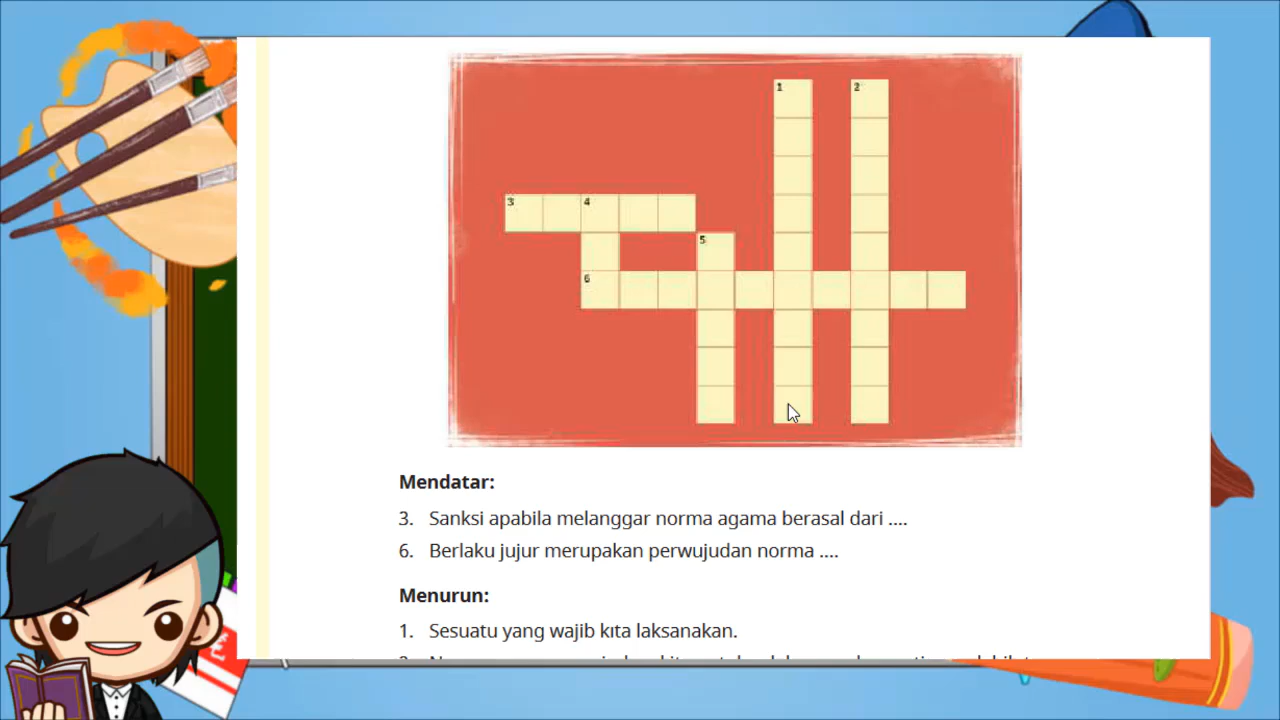 1
2
3
4
5
6
Mendatar:
3. Sanksi apabila melanggar norma agama berasal dari ....
6. Berlaku jujur merupakan perwujudan norma ....
Menurun:
1. Sesuatu yang wajib kita laksanakan.